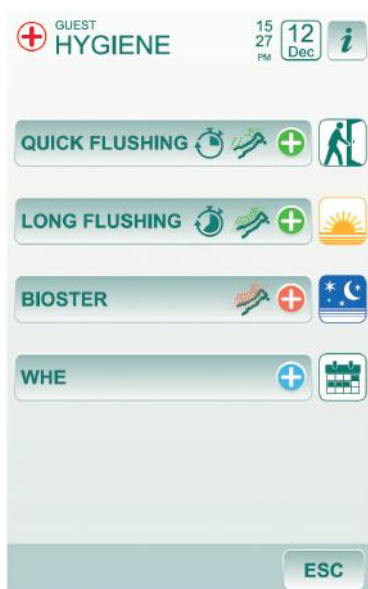 GUEST
HYGIENE
15
27
PM
12
Dec
i
QUICK FLUSHING
LONG FLUSHING
BIOSTER
WHE
ESC